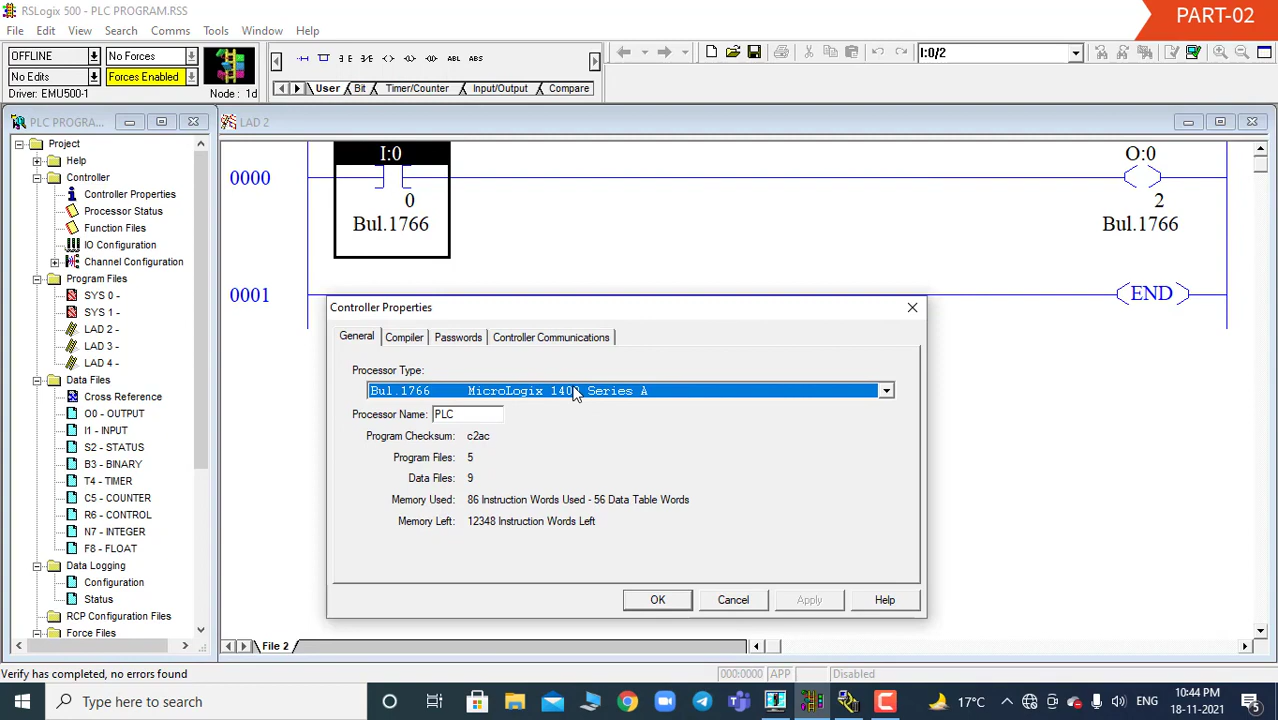 RSLogix 500 - PLC PROGRAM.RSS
PART-02
File Edit View Search Comms Tools Window Help
OFFLINE No Forces
No Edits Forces Enabled
Driver: EMU500-1 Node : 1d
ABL ABS
User Bit Timer/Counter Input/Output Compare
I:0/2
PLC PROGRA...
Project
Help
Controller
Controller Properties
Processor Status
Function Files
IO Configuration
Channel Configuration
Program Files
SYS 0 -
SYS 1 -
LAD 2 -
LAD 3 -
LAD 4 -
Data Files
Cross Reference
O0 - OUTPUT
I1 - INPUT
S2 - STATUS
B3 - BINARY
T4 - TIMER
C5 - COUNTER
R6 - CONTROL
N7 - INTEGER
F8 - FLOAT
Data Logging
Configuration
Status
RCP Configuration Files
Force Files
LAD 2
I:0 O:0
0000
0 2
Bul.1766 Bul.1766
0001 END
Controller Properties
General Compiler Passwords Controller Communications
Processor Type:
Bul.1766 MicroLogix 1400 Series A
Processor Name: PLC
Program Checksum: c2ac
Program Files: 5
Data Files: 9
Memory Used: 86 Instruction Words Used - 56 Data Table Words
Memory Left: 12348 Instruction Words Left
OK Cancel Apply Help
File 2
Verify has completed, no errors found
000:0000 APP Disabled
Type here to search
17°C
ENG
10:44 PM
18-11-2021
5